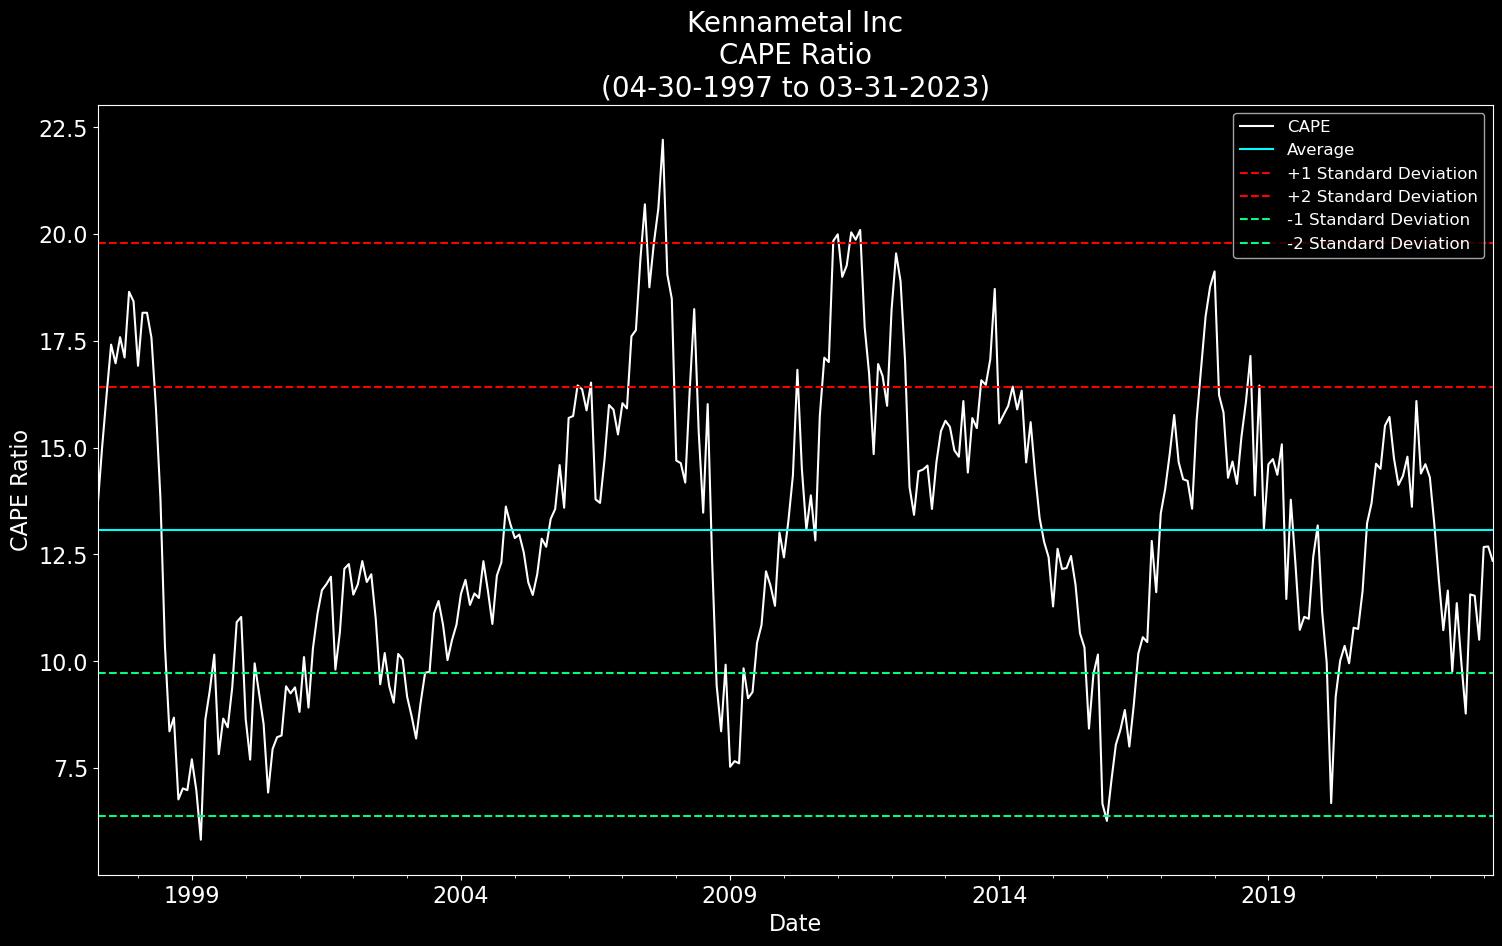 Kennametal Inc
CAPE Ratio
(04-30-1997 to 03-31-2023)
22.5
20.0
17.5
15.0
12.5
10.0
7.5
CAPE Ratio
CAPE
Average
+1 Standard Deviation
+2 Standard Deviation
-1 Standard Deviation
-2 Standard Deviation
1999
2004
2009
2014
2019
Date